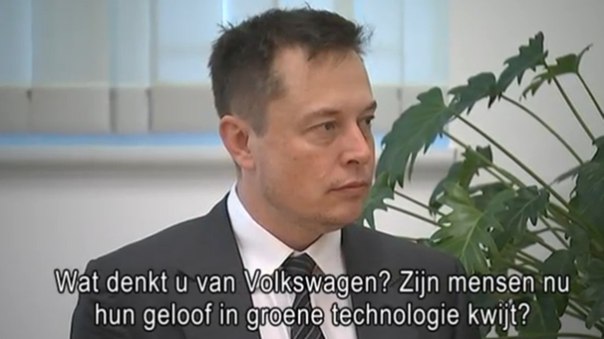 Wat denkt u van Volkswagen? Zijn mensen nu
hun geloof in groene technologie kwijt?